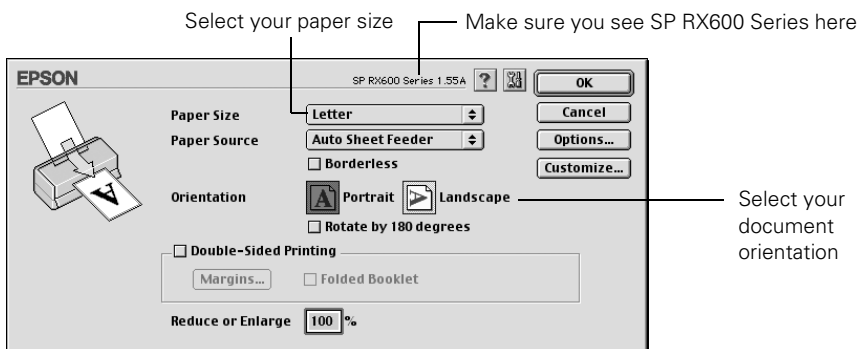 Select your paper size
Make sure you see SP RX600 Series here
EPSON
SP RX600 Series 1.55A
?
OK
Paper Size
Letter
Cancel
Paper Source
Auto Sheet Feeder
Options...
Borderless
Customize...
Orientation
A
Portrait
A
Landscape
Select your
document
orientation
Rotate by 180 degrees
Double-Sided Printing
Margins...
Folded Booklet
Reduce or Enlarge
100 %
A